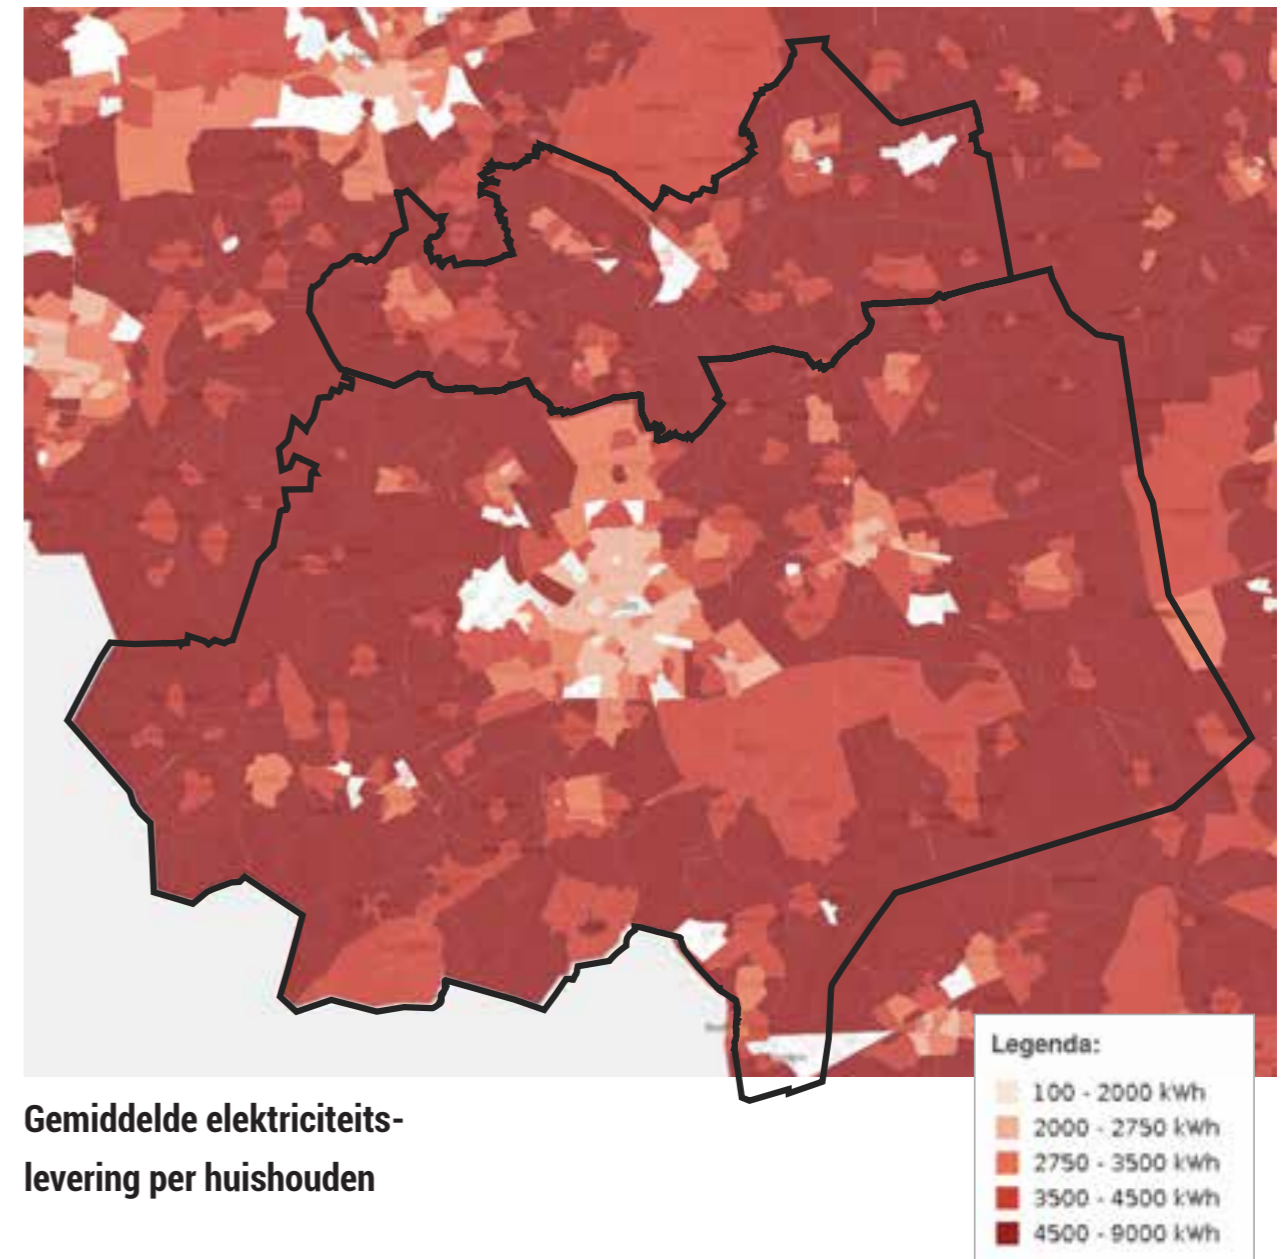 Gemiddelde elektriciteits-
levering per huishouden
Legenda:
100 - 2000 kWh
2000 - 2750 kWh
2750 - 3500 kWh
3500 - 4500 kWh
4500 - 9000 kWh